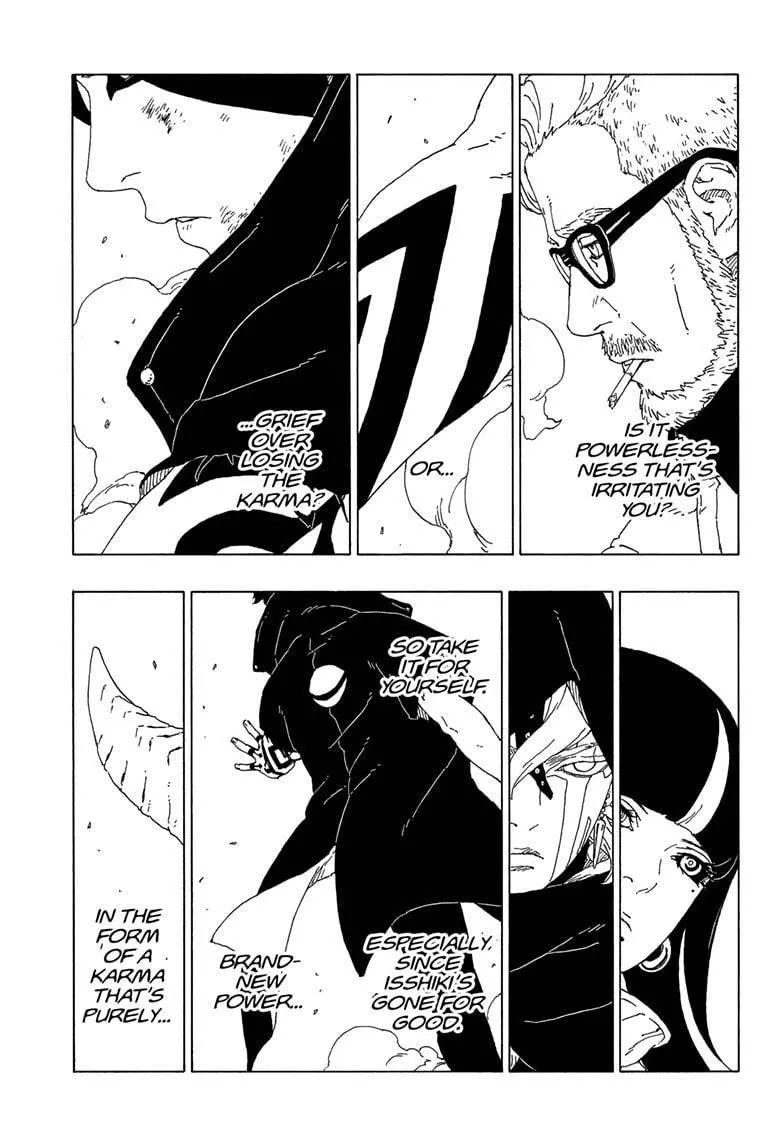 IS IT
POWERLESS-
NESS THAT'S
IRRITATING
YOU?
OR...
...GRIEF
OVER
LOSING
THE
KARMA?
SO TAKE
IT FOR
YOURSELF.
ESPECIALLY
SINCE
ISSHIKI'S
GONE FOR
GOOD.
BRAND-
NEW
POWER...
IN THE
FORM
OF A
KARMA
THAT'S
PURELY...